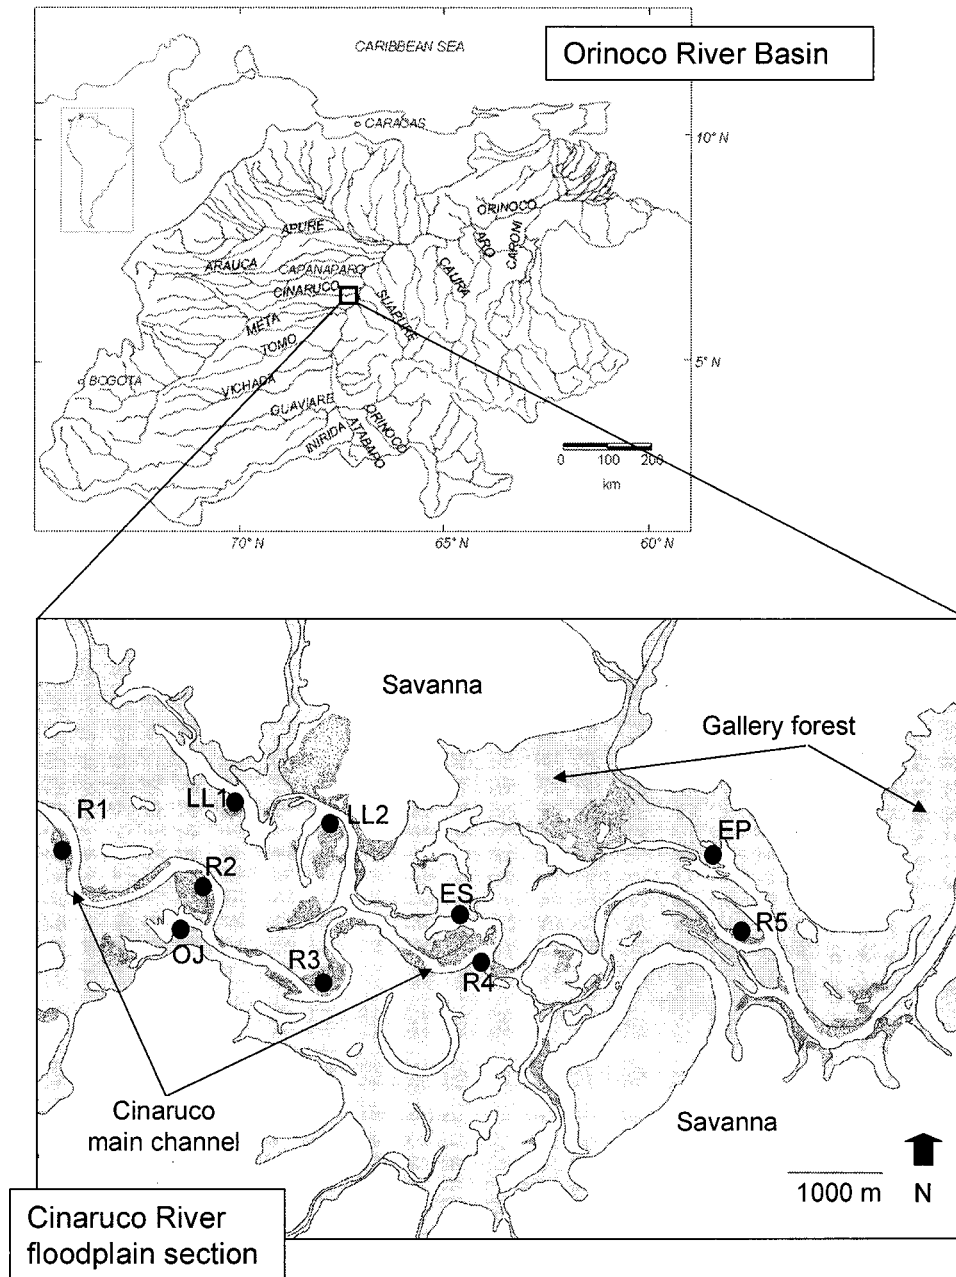 CARIBBEAN SEA
Orinoco River Basin
CARACAS
10° N
ORINOCO
APURE
ARO
CARONI
ARAUCA
CAPANAPARO
CAURA
CINARUCO
SUAPURE
META
TOMO
5° N
BOGOTA
VICHADA
GUAVIARE
ORINOCO
INIRIDA
ATABAPO
0 100 200
km
70° N
65° N
60° N
Savanna
Gallery forest
LL1
R1
LL2
EP
R2
ES
R5
OJ
R3
R4
Cinaruco
main channel
Savanna
1000 m
N
Cinaruco River
floodplain section